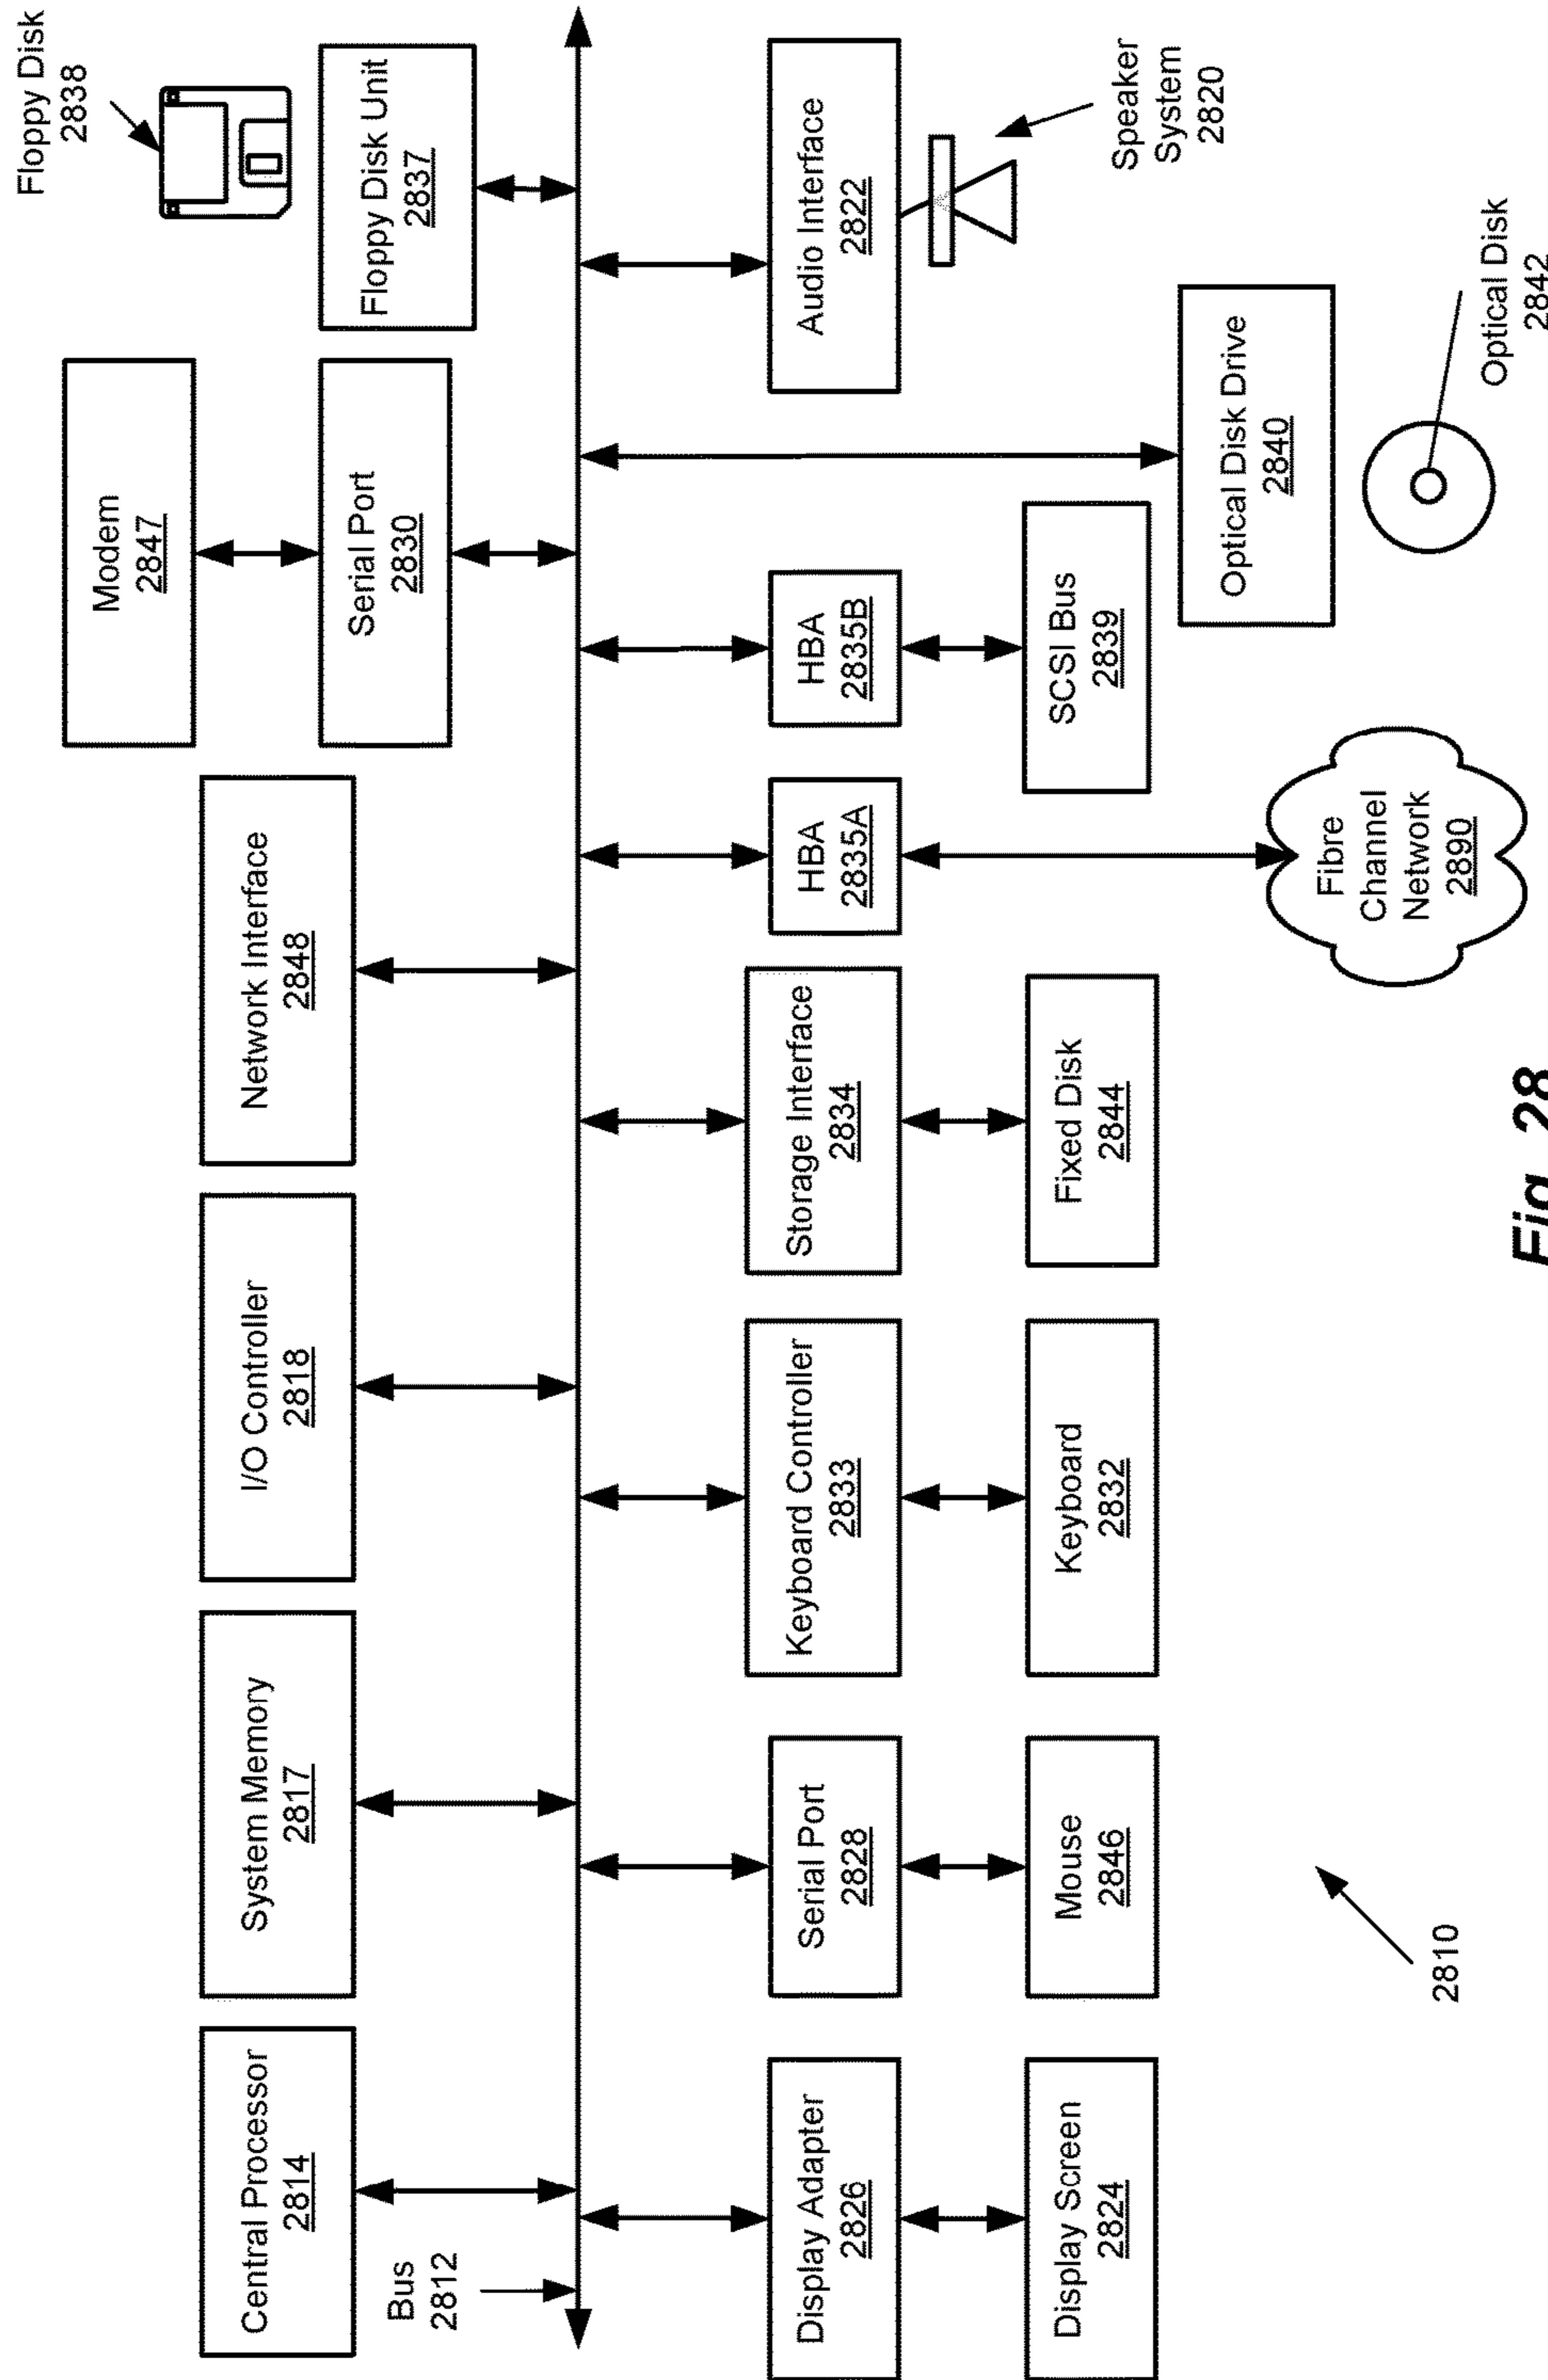 Floppy Disk
2838
Modem
2847
Central Processor
2814
System Memory
2817
I/O Controller
2818
Network Interface
2848
Serial Port
2830
Floppy Disk Unit
2837
Bus
2812
Display Adapter
2826
Serial Port
2828
Keyboard Controller
2833
Storage Interface
2834
HBA
2835A
HBA
2835B
Audio Interface
2822
Display Screen
2824
Mouse
2846
Keyboard
2832
Fixed Disk
2844
SCSI Bus
2839
Speaker
System
2820
Optical Disk Drive
2840
Fibre
Channel
Network
2890
Optical Disk
2842
2810
Fig. 28